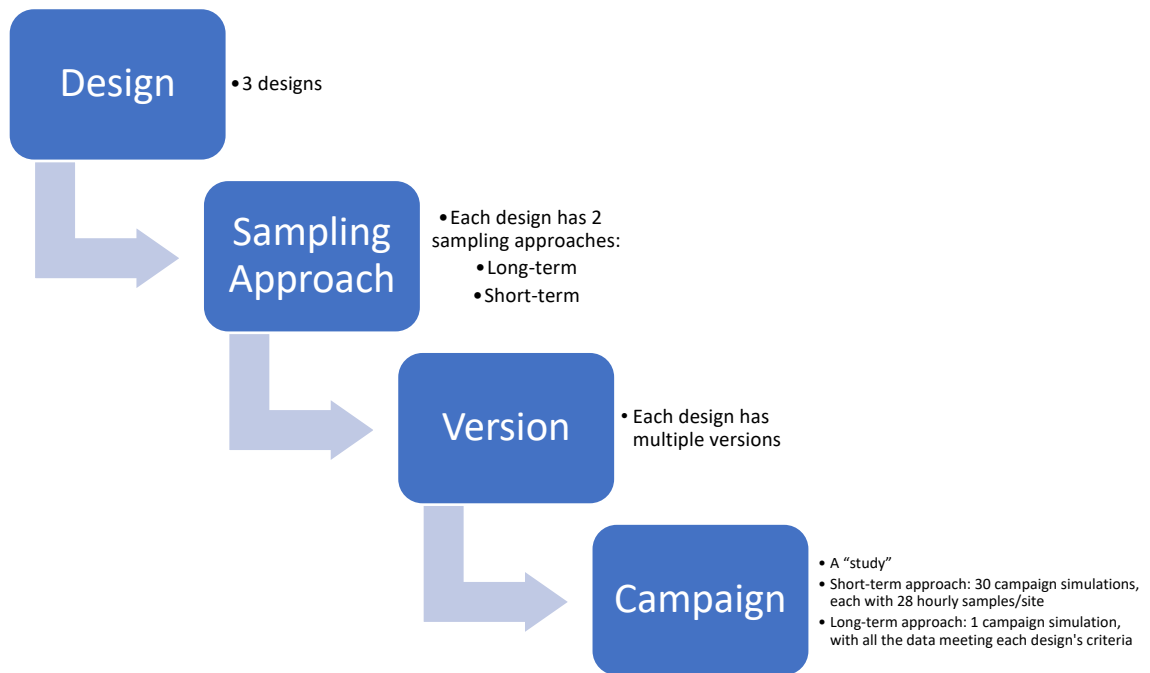 Design
•3 designs
Sampling
Approach
•Each design has 2
sampling approaches:
•Long-term
•Short-term
Version
• Each design has
multiple versions
Campaign
• A “study”
• Short-term approach: 30 campaign simulations,
each with 28 hourly samples/site
• Long-term approach: 1 campaign simulation,
with all the data meeting each design's criteria